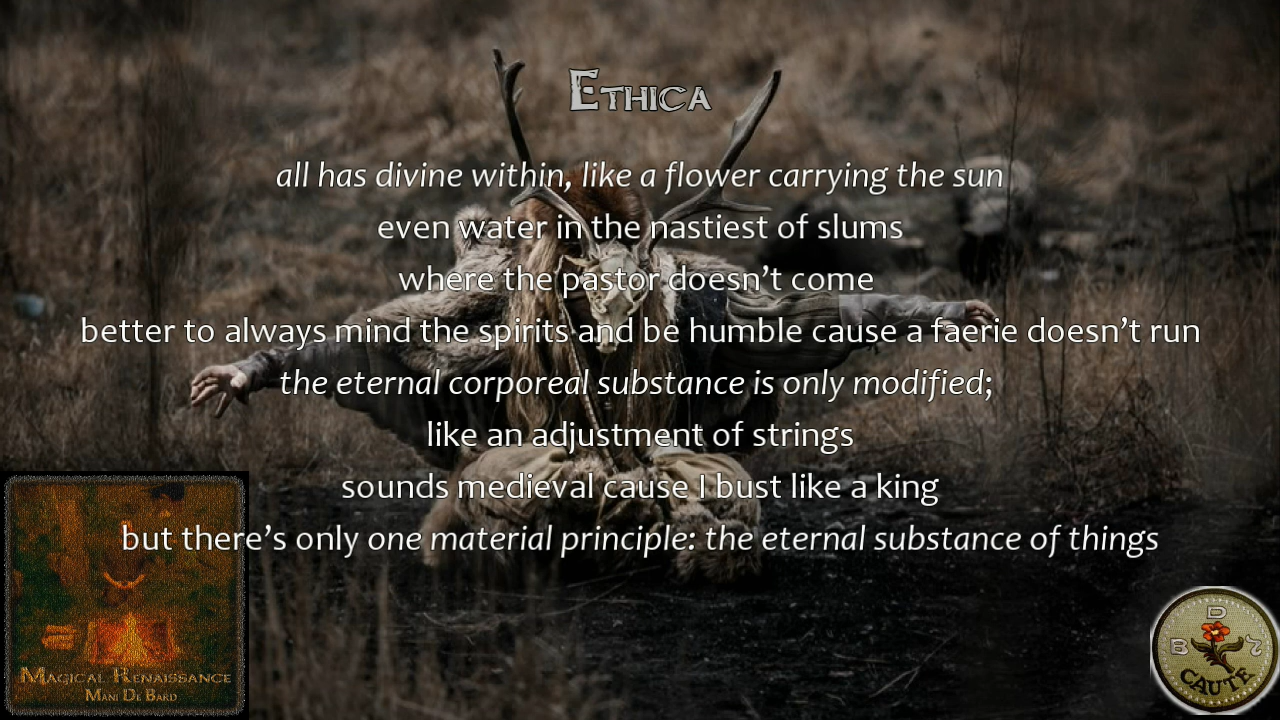 Ethica
all has divine within, like a flower carrying the sun
even water in the nastiest of slums
where the pastor doesn’t come
better to always mind the spirits and be humble cause a faerie doesn’t run
the eternal corporeal substance is only modified;
like an adjustment of strings
sounds medieval cause I bust like a king
but there’s only one material principle: the eternal substance of things
Magical Renaissance
Mani De Bard
D
B 7
CAUTE